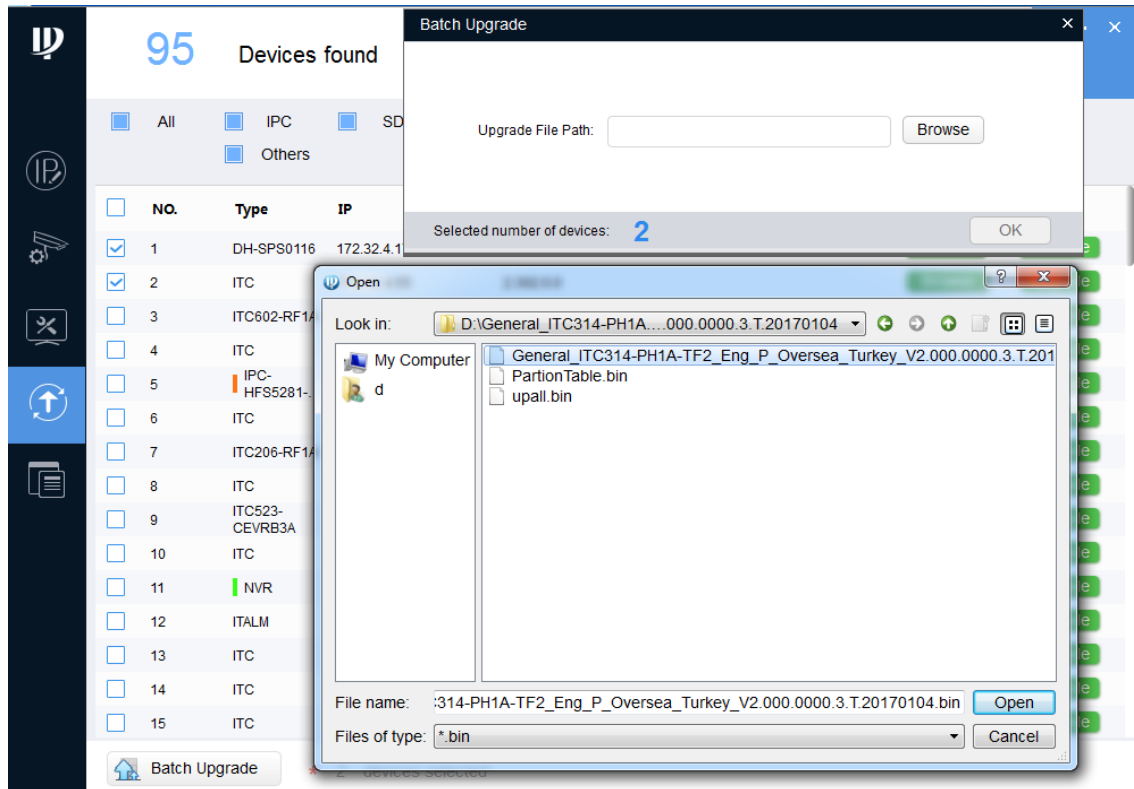 Batch Upgrade
95 Devices found
All IPC SD
Others
Upgrade File Path: Browse
Selected number of devices: 2 OK
NO. Type IP
1 DH-SPS0116 172.32.4.1
2 ITC
3 ITC602-RF1A
4 ITC
5 IPC-
HFS5281-.
6 ITC
7 ITC206-RF1A
8 ITC
9 ITC523-
CEVRB3A
10 ITC
11 NVR
12 ITALM
13 ITC
14 ITC
15 ITC
Batch Upgrade * 2 devices selected
Open
Look in: D:\General_ITC314-PH1A....000.0000.3.T.20170104
My Computer
d
General_ITC314-PH1A-TF2_Eng_P_Oversea_Turkey_V2.000.0000.3.T.201
PartionTable.bin
upall.bin
File name: :314-PH1A-TF2_Eng_P_Oversea_Turkey_V2.000.0000.3.T.20170104.bin Open
Files of type: *.bin Cancel